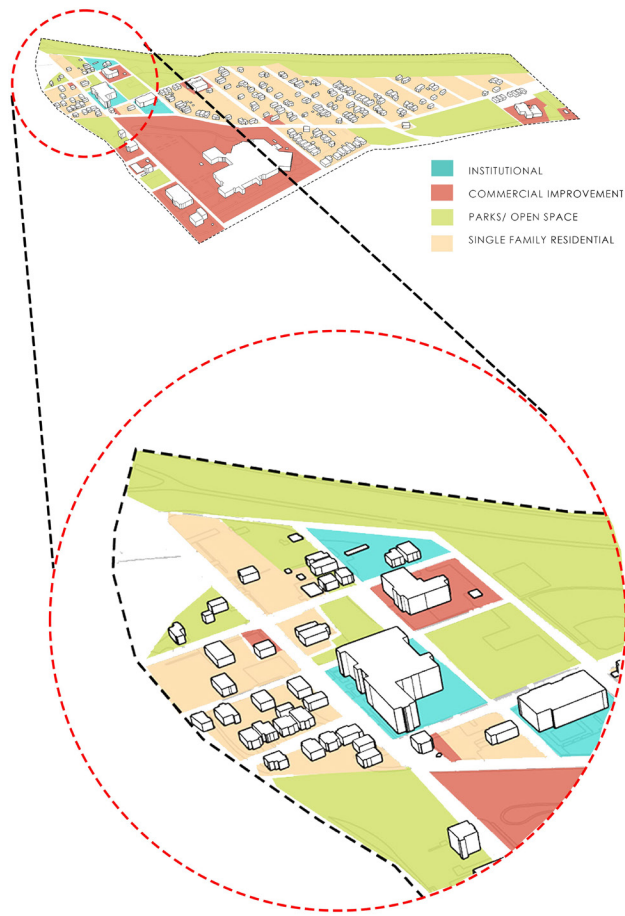 INSTITUTIONAL
COMMERCIAL IMPROVEMENT
PARKS/ OPEN SPACE
SINGLE FAMILY RESIDENTIAL